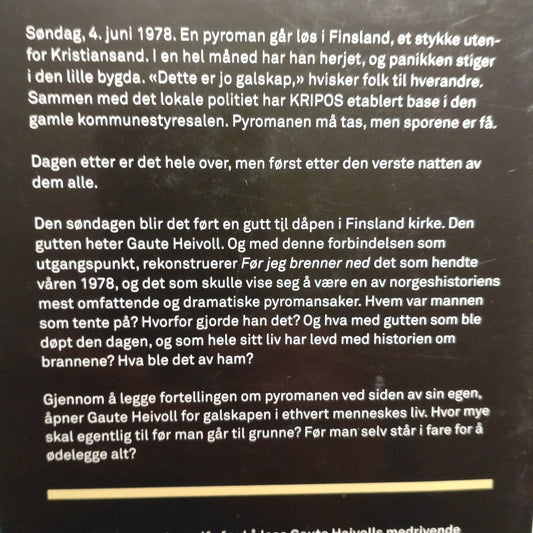 Søndag, 4. juni 1978. En pyroman går løs i Finsland, et stykke uten-
for Kristiansand. I en hel måned har han herjet, og panikken stiger
i den lille bygda. «Dette er jo galskap,» hvisker folk til hverandre.
Sammen med det lokale politiet har KRIPOS etablert base i den
gamle kommunestyresalen. Pyromanen må tas, men sporene er få.
Dagen etter er det hele over, men først etter den verste natten av
dem alle.
Den søndagen blir det ført en gutt til dåpen i Finsland kirke. Den
gutten heter Gaute Heivoll. Og med denne forbindelsen som
utgangspunkt, rekonstruerer Før jeg brenner ned det som hendte
våren 1978, og det som skulle vise seg å være en av norgeshistoriens
mest omfattende og dramatiske pyromansaker. Hvem var mannen
som tente på? Hvorfor gjorde han det? Og hva med gutten som ble
døpt den dagen, og som hele sitt liv har levd med historien om
brannene? Hva ble det av ham?
Gjennom å legge fortellingen om pyromanen ved siden av sin egen,
åpner Gaute Heivoll for galskapen i ethvert menneskes liv. Hvor mye
skal egentlig til før man går til grunne? Før man selv står i fare for å
ødelegge alt?
Gaute Heivolls medrivende